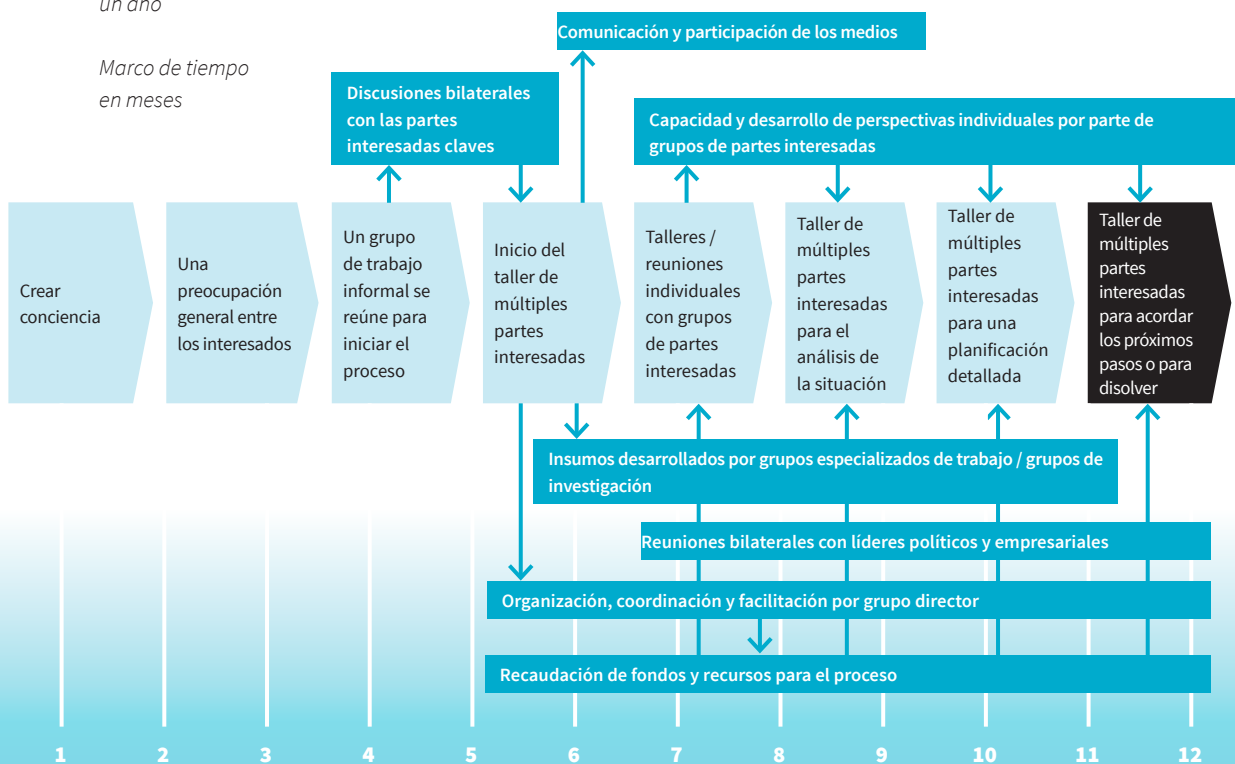 un año
Marco de tiempo
en meses
Comunicación y participación de los medios
Discusiones bilaterales
con las partes
interesadas claves
Capacidad y desarrollo de perspectivas individuales por parte de
grupos de partes interesadas
Crear
conciencia
Una
preocupación
general entre
los interesados
Un grupo
de trabajo
informal se
reúne para
iniciar el
proceso
Inicio del
taller de
múltiples
partes
interesadas
Talleres /
reuniones
individuales
con grupos
de partes
interesadas
Taller de
múltiples
partes
interesadas
para el
análisis de
la situación
Taller de
múltiples
partes
interesadas
para una
planificación
detallada
Taller de
múltiples
partes
interesadas
para acordar
los próximos
pasos o para
disolver
Insumos desarrollados por grupos especializados de trabajo / grupos de
investigación
Reuniones bilaterales con líderes políticos y empresariales
Organización, coordinación y facilitación por grupo director
Recaudación de fondos y recursos para el proceso
1 2 3 4 5 6 7 8 9 10 11 12